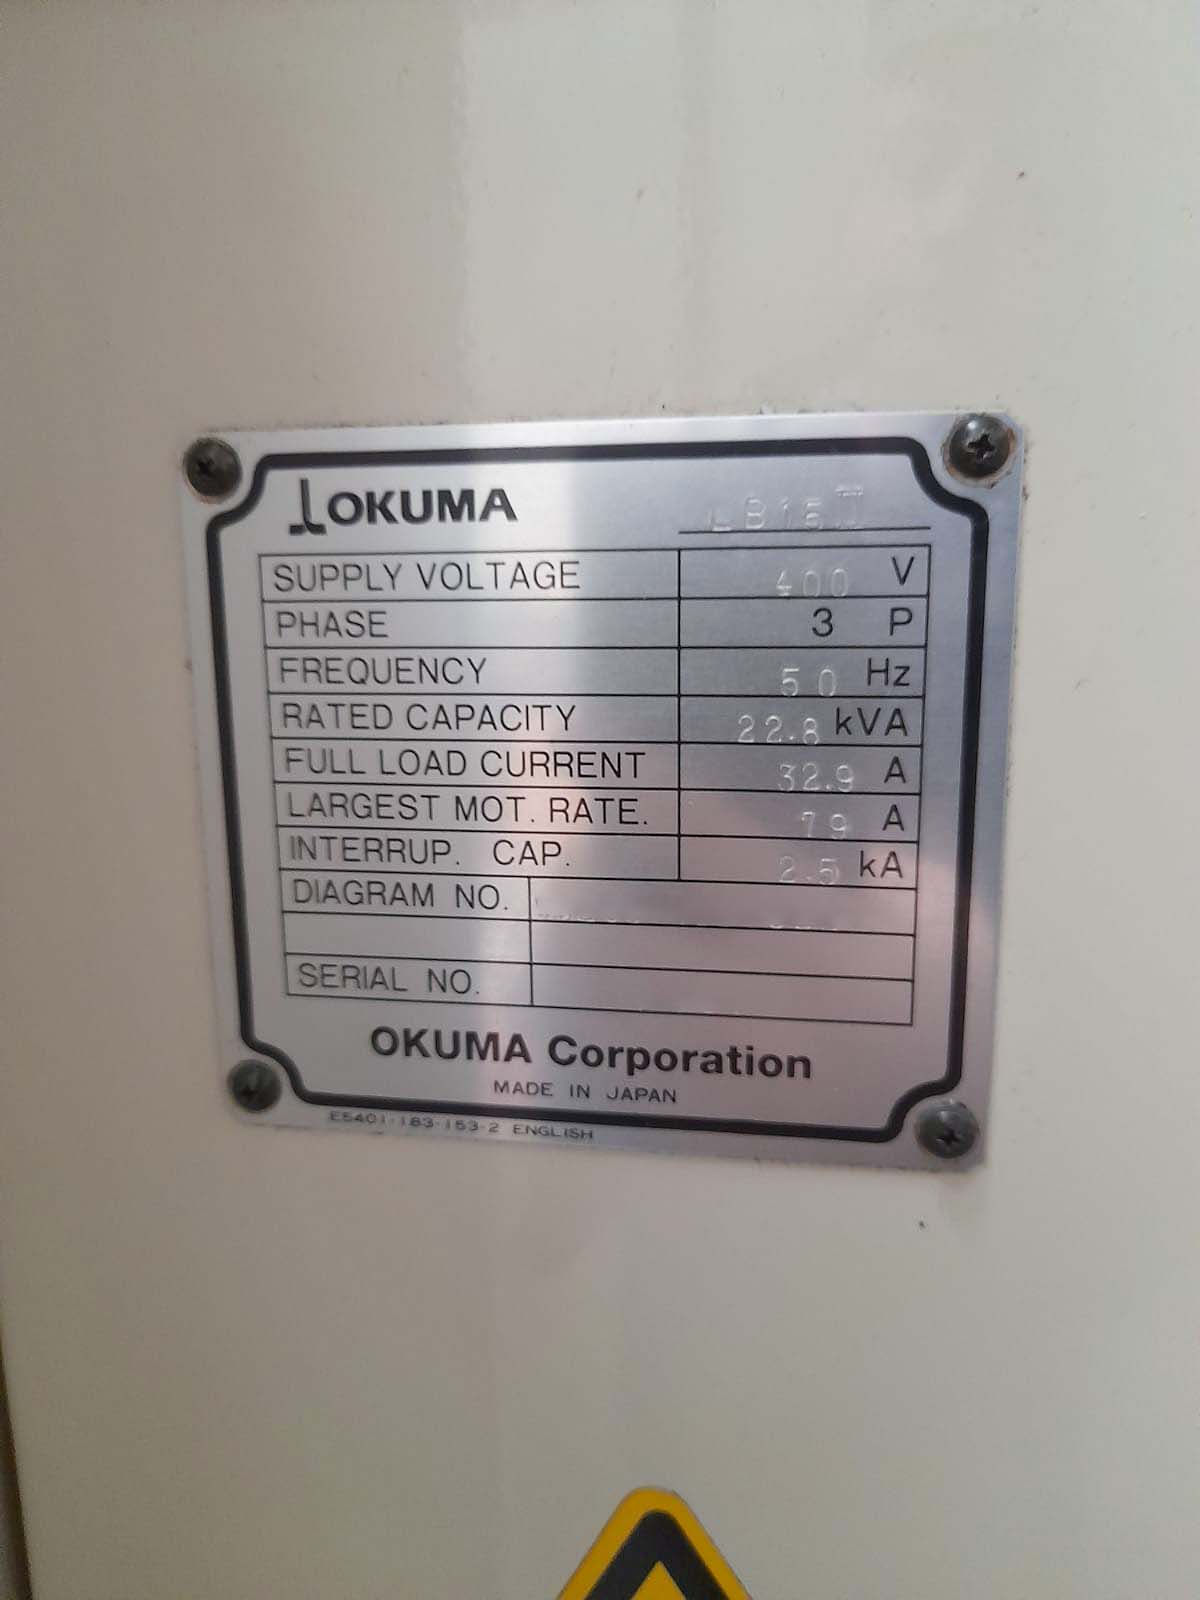 OKUMA LB15 II
SUPPLY VOLTAGE 400 V
PHASE 3 P
FREQUENCY 50 Hz
RATED CAPACITY 22.8 kVA
FULL LOAD CURRENT 32.9 A
LARGEST MOT. RATE. 79 A
INTERRUP. CAP. 2.5 kA
DIAGRAM NO.
SERIAL NO.
OKUMA Corporation
MADE IN JAPAN
E5401-183-153-2 ENGLISH